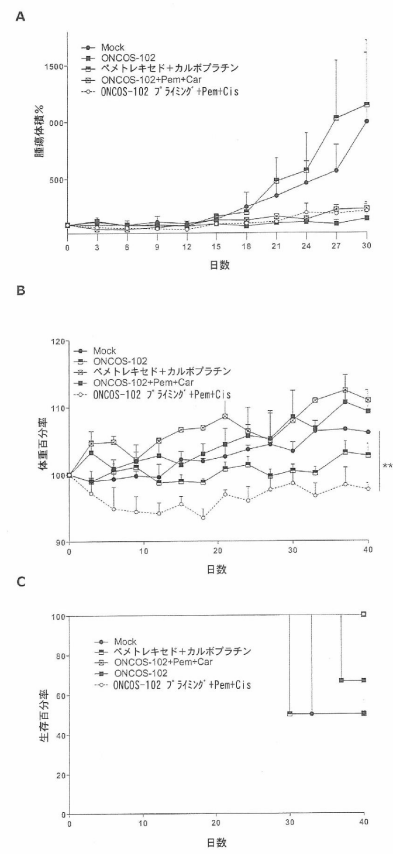 A
Mock
ONCOS-102
ペメトレキセド+カルボプラチン
ONCOS-102+Pem+Car
ONCOS-102 プライミング+Pem+Cis
腫瘍体積%
1500
000
500
0 3 6 9 12 15 18 21 24 27 30
日数
B
Mock
ONCOS-102
ペメトレキセド+カルボプラチン
ONCOS-102+Pem+Car
ONCOS-102 プライミング+Pem+Cis
体重百分率
120
110
100
90
**
0 10 20 30 40
日数
C
Mock
ペメトレキセド+カルボプラチン
ONCOS-102+Pem+Car
ONCOS-102
ONCOS-102 プライミング+Pem+Cis
生存百分率
100
80
60
40
20
0
0 10 20 30 40
日数